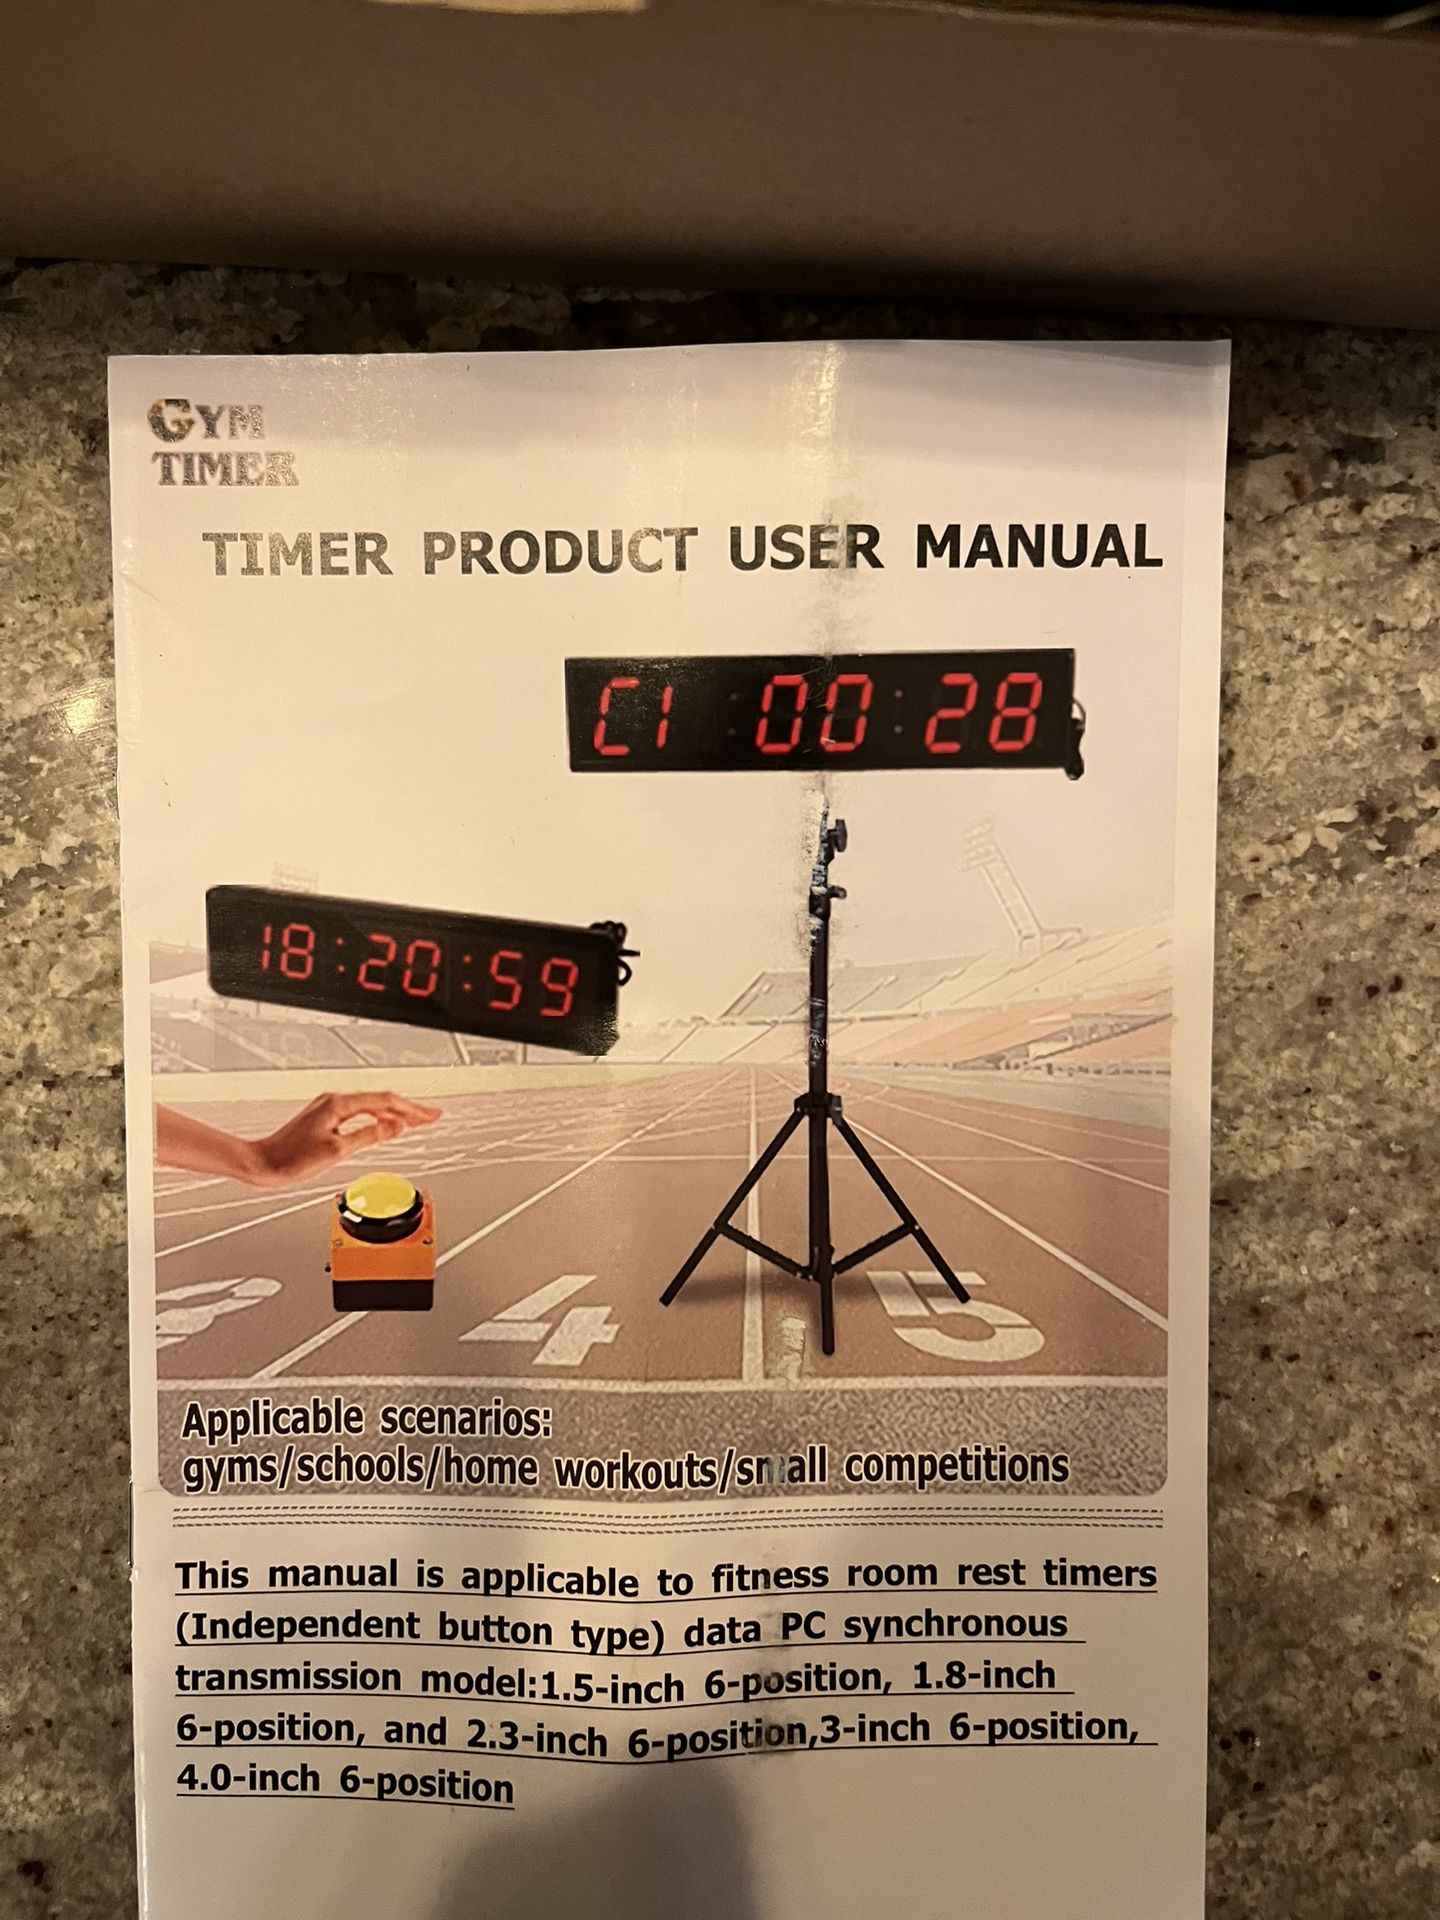 GYM
TIMER
TIMER PRODUCT USER MANUAL
C1 00:28
18:20:59
4 5
Applicable scenarios:
gyms/schools/home workouts/small competitions
This manual is applicable to fitness room rest timers
(Independent button type) data PC synchronous
transmission model:1.5-inch 6-position, 1.8-inch
6-position, and 2.3-inch 6-position,3-inch 6-position,
4.0-inch 6-position